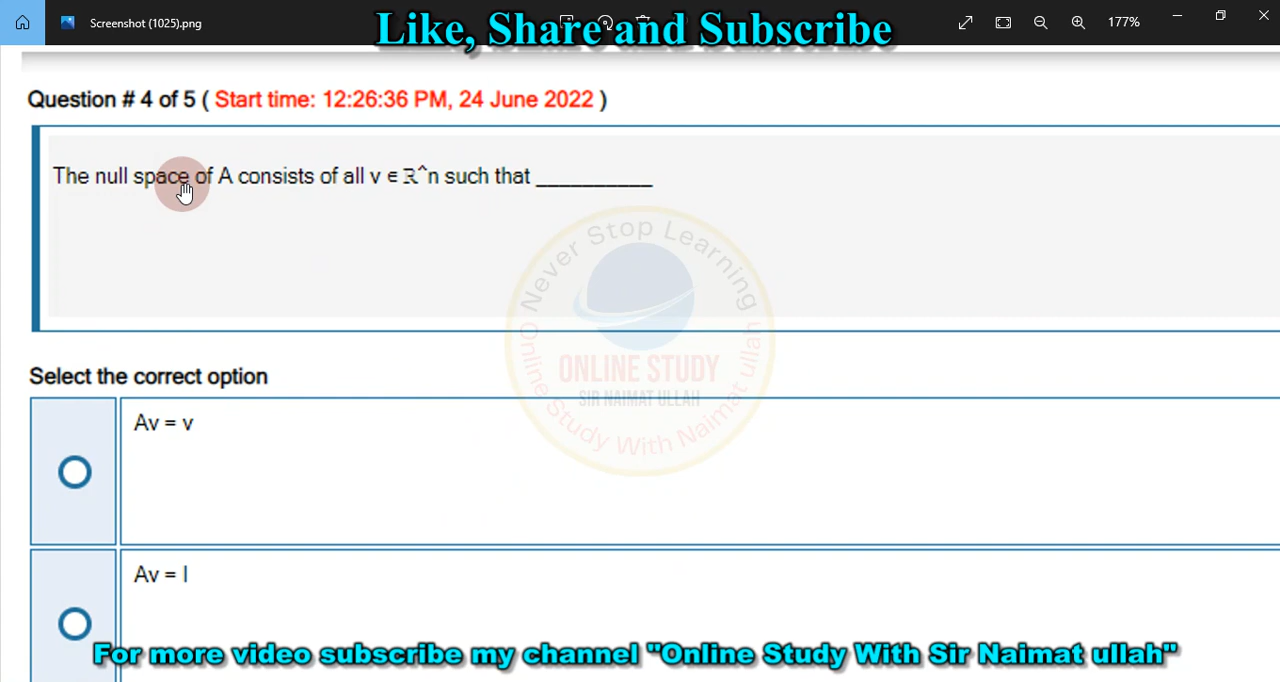 Screenshot (1025).png
Like, Share and Subscribe
177%
Question # 4 of 5 ( Start time: 12:26:36 PM, 24 June 2022 )
The null space of A consists of all v ∈ ℝ^n such that __________
Never Stop Learning
ONLINE STUDY
SIR NAIMAT ULLAH
Online Study With Naimat ullah
Select the correct option
Av = v
Av = I
For more video subscribe my channel "Online Study With Sir Naimat ullah"